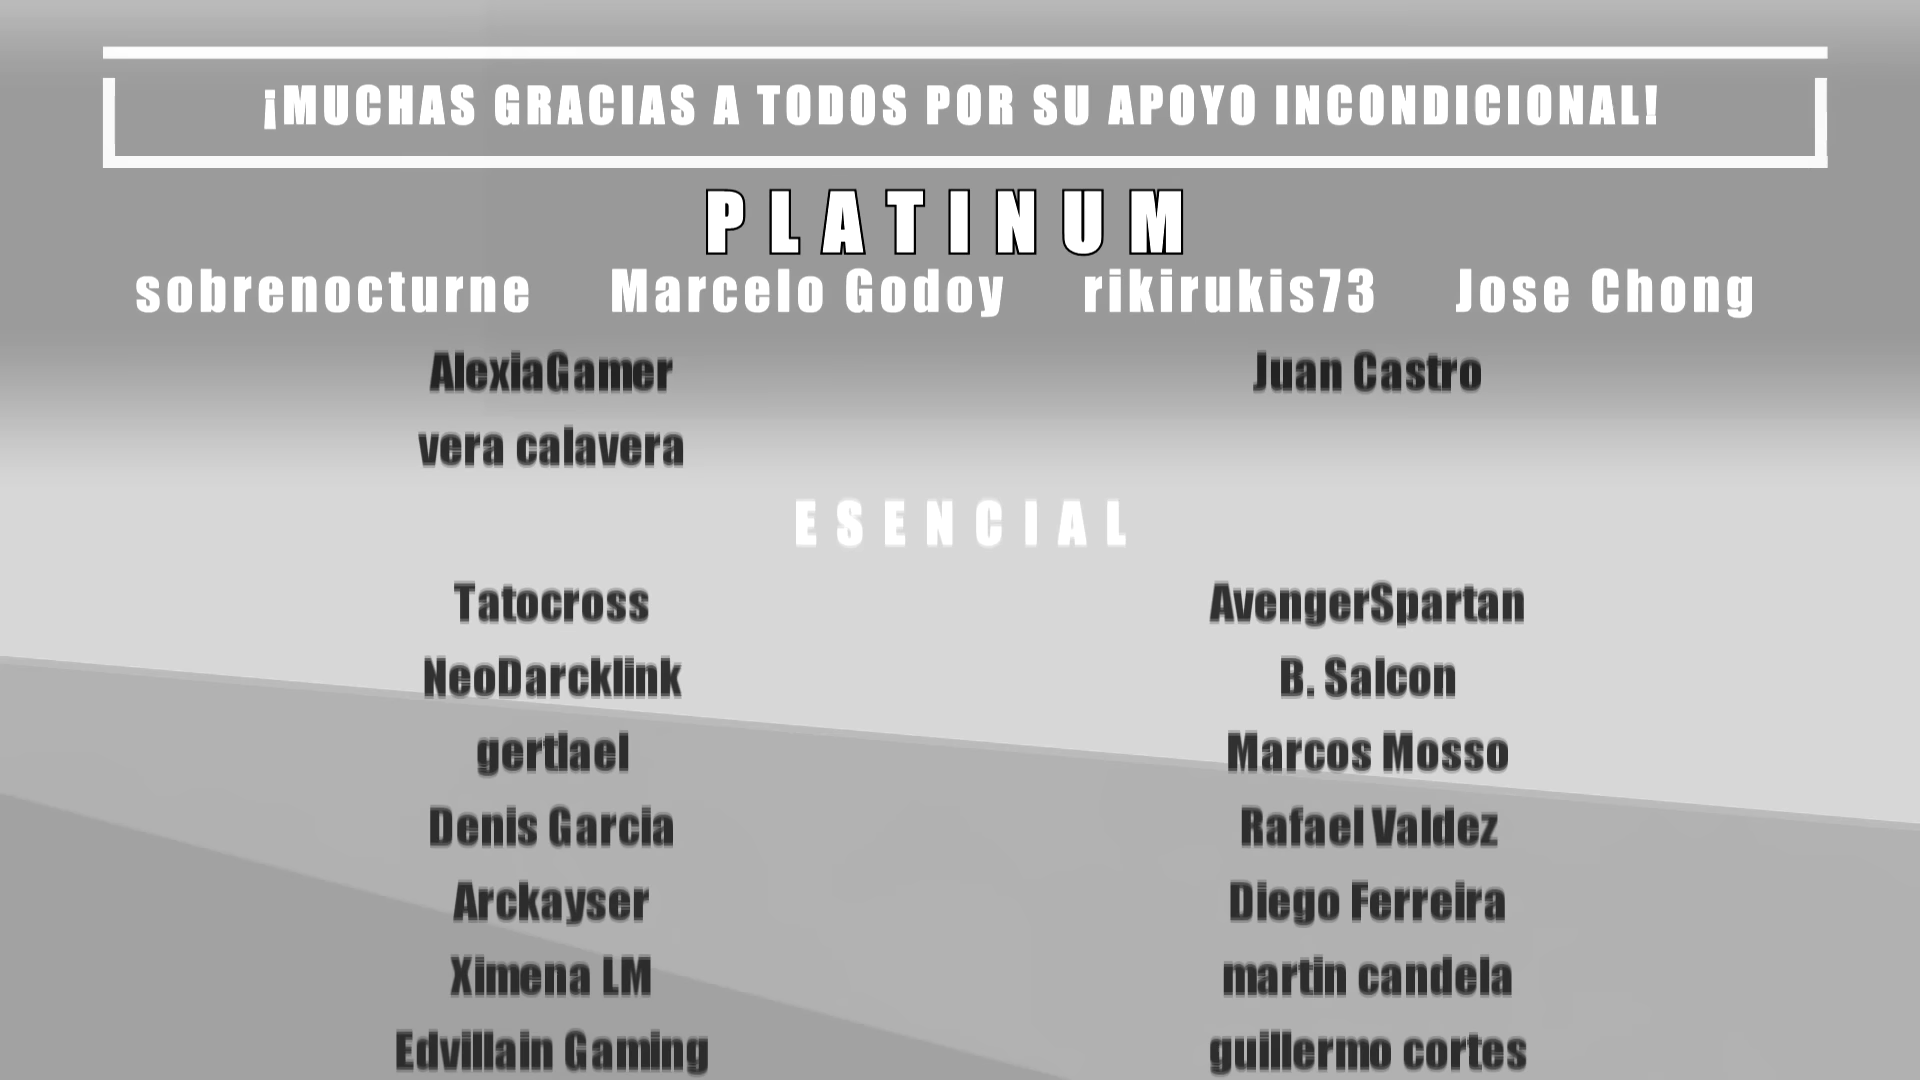 ¡MUCHAS GRACIAS A TODOS POR SU APOYO INCONDICIONAL!
PLATINUM
sobrenocturne Marcelo Godoy rikirukis73 Jose Chong
AlexiaGamer Juan Castro
vera calavera
ESENCIAL
Tatocross AvengerSpartan
NeoDarcklink B. Salcon
gertlael Marcos Mosso
Denis Garcia Rafael Valdez
Arckayser Diego Ferreira
Ximena LM martin candela
Edvillain Gaming guillermo cortes